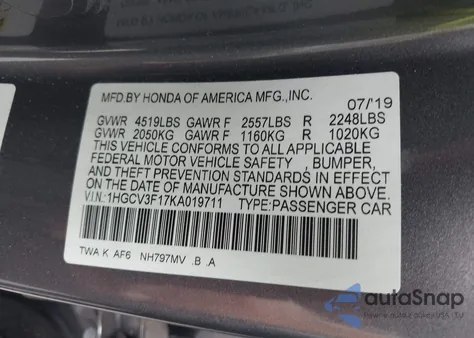 MFD.BY HONDA OF AMERICA MFG.,INC. 07/19
GVWR 4519LBS GAWR F 2557LBS R 2248LBS
GVWR 2050KG GAWR F 1160KG R 1020KG
THIS VEHICLE CONFORMS TO ALL APPLICABLE
FEDERAL MOTOR VEHICLE SAFETY , BUMPER,
AND THEFT PREVENTION STANDARDS IN EFFECT
ON THE DATE OF MANUFACTURE SHOWN ABOVE.
V.I.N.:1HGCV3F17KA019711 TYPE:PASSENGER CAR
TWA K AF6 NH797MV .B .A
autoSnap